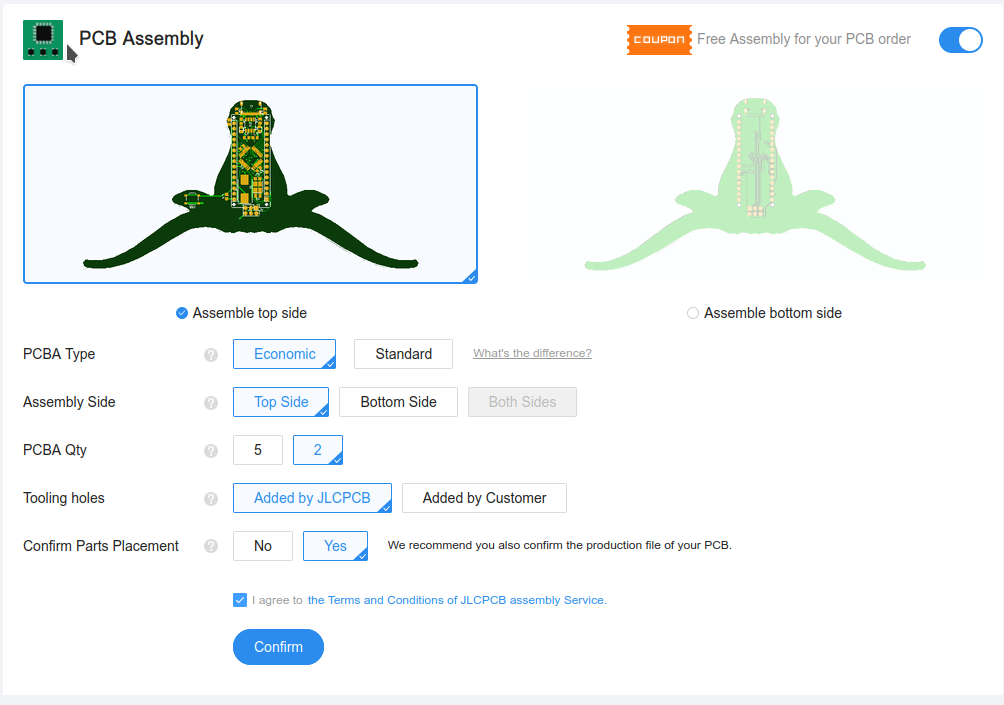 PCB Assembly
COUPON Free Assembly for your PCB order
Assemble top side
Assemble bottom side
PCBA Type ? Economic Standard What's the difference?
Assembly Side ? Top Side Bottom Side Both Sides
PCBA Qty ? 5 2
Tooling holes ? Added by JLCPCB Added by Customer
Confirm Parts Placement ? No Yes We recommend you also confirm the production file of your PCB.
I agree to the Terms and Conditions of JLCPCB assembly Service.
Confirm